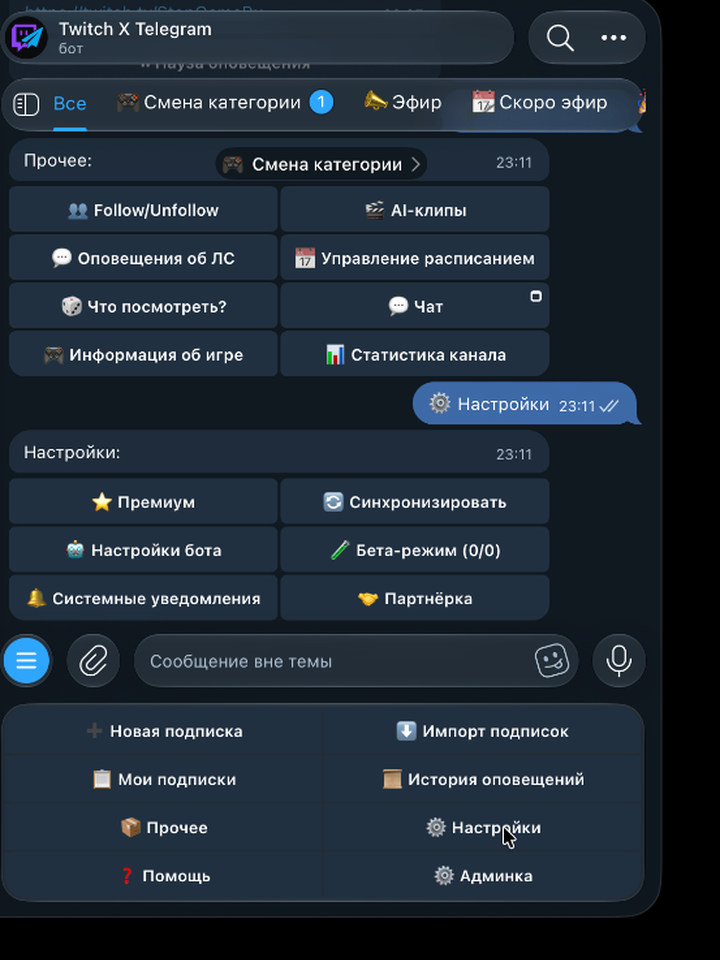 Twitch X Telegram
бот
Все
Смена категории 1
Эфир
Скоро эфир
Прочее:
Смена категории
23:11
Follow/Unfollow
AI-клипы
Оповещения об ЛС
Управление расписанием
Что посмотреть?
Чат
Информация об игре
Статистика канала
Настройки 23:11
Настройки:
23:11
Премиум
Синхронизировать
Настройки бота
Бета-режим (0/0)
Системные уведомления
Партнёрка
Сообщение вне темы
Новая подписка
Импорт подписок
Мои подписки
История оповещений
Прочее
Настройки
Помощь
Админка